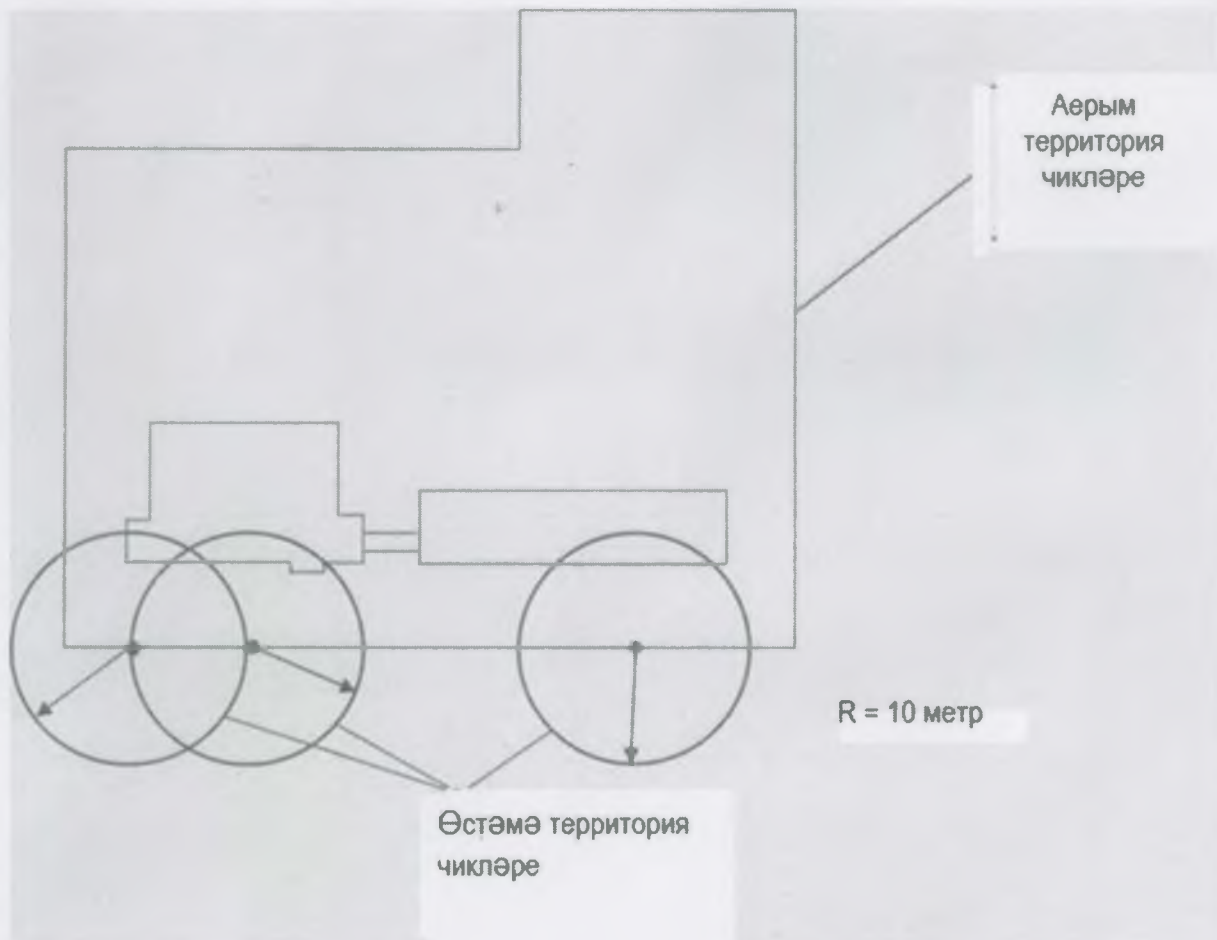 Аерым
территория
чикләре
R = 10 метр
Өстәмә территория
чикләре